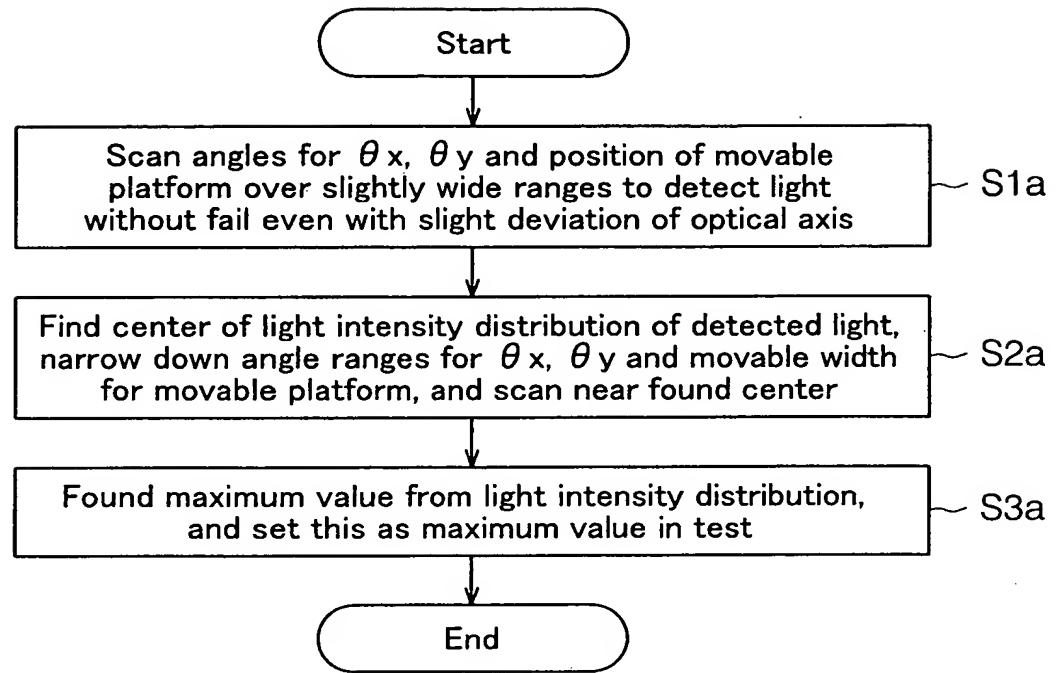 Start
Scan angles for θx, θy and position of movable
platform over slightly wide ranges to detect light
without fail even with slight deviation of optical axis
S1a
Find center of light intensity distribution of detected light,
narrow down angle ranges for θx, θy and movable width
for movable platform, and scan near found center
S2a
Found maximum value from light intensity distribution,
and set this as maximum value in test
S3a
End